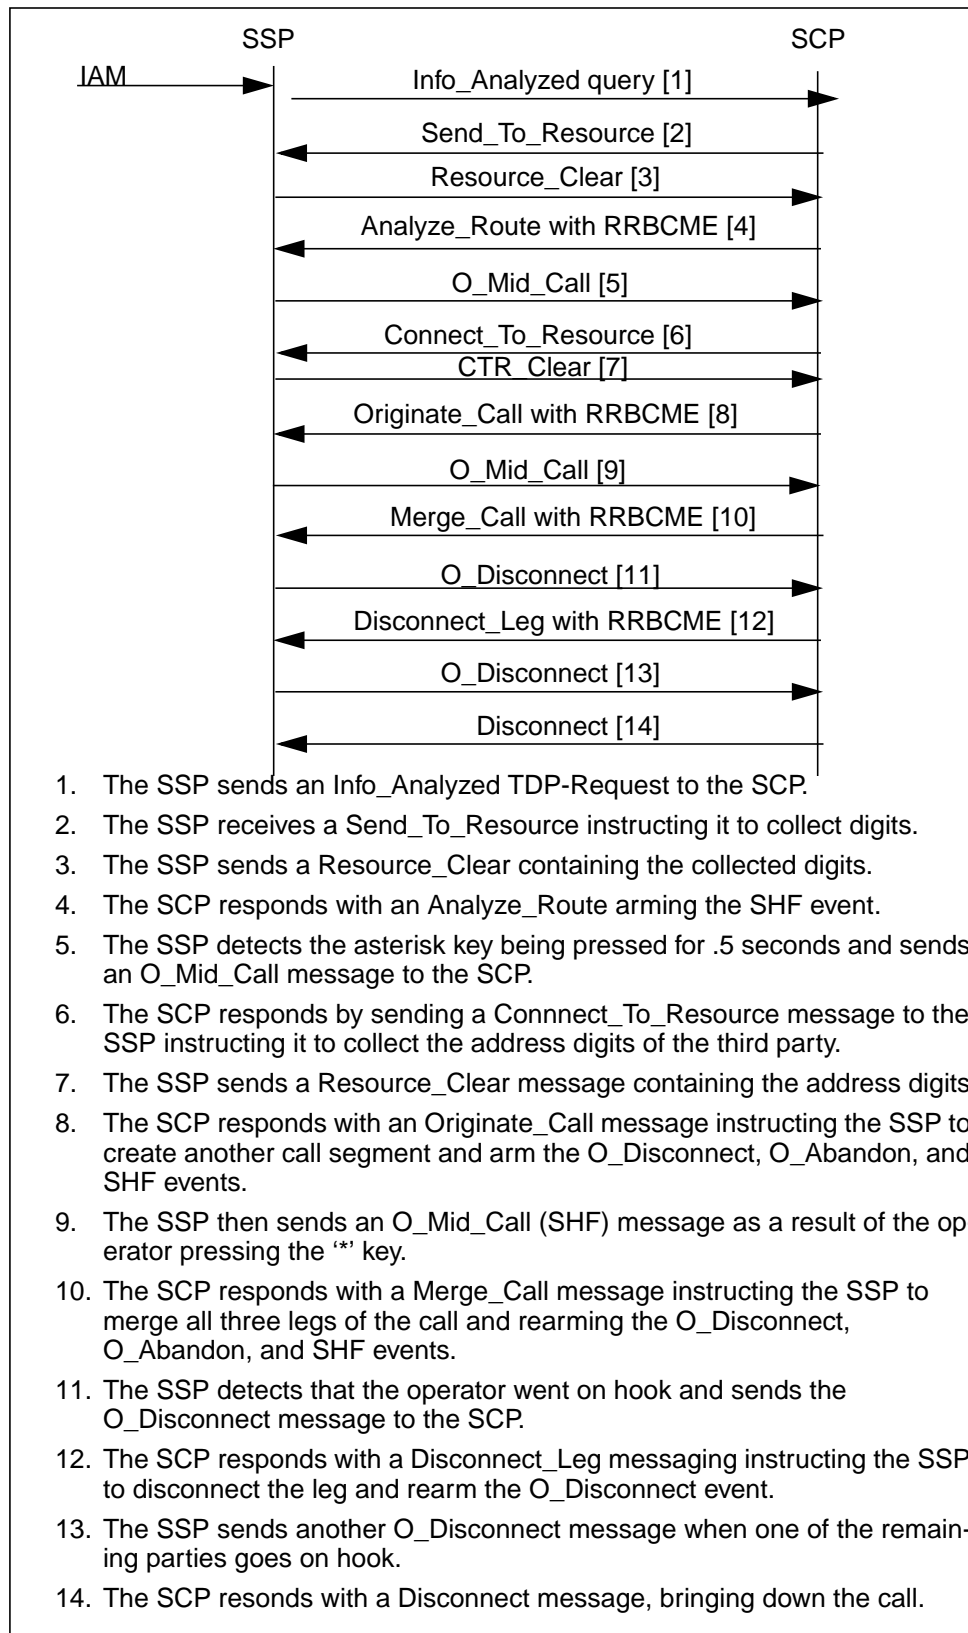 SSP SCP
IAM
Info_Analyzed query [1]
Send_To_Resource [2]
Resource_Clear [3]
Analyze_Route with RRBCME [4]
O_Mid_Call [5]
Connect_To_Resource [6]
CTR_Clear [7]
Originate_Call with RRBCME [8]
O_Mid_Call [9]
Merge_Call with RRBCME [10]
O_Disconnect [11]
Disconnect_Leg with RRBCME [12]
O_Disconnect [13]
Disconnect [14]
1. The SSP sends an Info_Analyzed TDP-Request to the SCP.
2. The SSP receives a Send_To_Resource instructing it to collect digits.
3. The SSP sends a Resource_Clear containing the collected digits.
4. The SCP responds with an Analyze_Route arming the SHF event.
5. The SSP detects the asterisk key being pressed for .5 seconds and sends
an O_Mid_Call message to the SCP.
6. The SCP responds by sending a Connnect_To_Resource message to the
SSP instructing it to collect the address digits of the third party.
7. The SSP sends a Resource_Clear message containing the address digits
8. The SCP responds with an Originate_Call message instructing the SSP to
create another call segment and arm the O_Disconnect, O_Abandon, and
SHF events.
9. The SSP then sends an O_Mid_Call (SHF) message as a result of the op-
erator pressing the ‘*’ key.
10. The SCP responds with a Merge_Call message instructing the SSP to
merge all three legs of the call and rearming the O_Disconnect,
O_Abandon, and SHF events.
11. The SSP detects that the operator went on hook and sends the
O_Disconnect message to the SCP.
12. The SCP responds with a Disconnect_Leg messaging instructing the SSP
to disconnect the leg and rearm the O_Disconnect event.
13. The SSP sends another O_Disconnect message when one of the remain-
ing parties goes on hook.
14. The SCP resonds with a Disconnect message, bringing down the call.